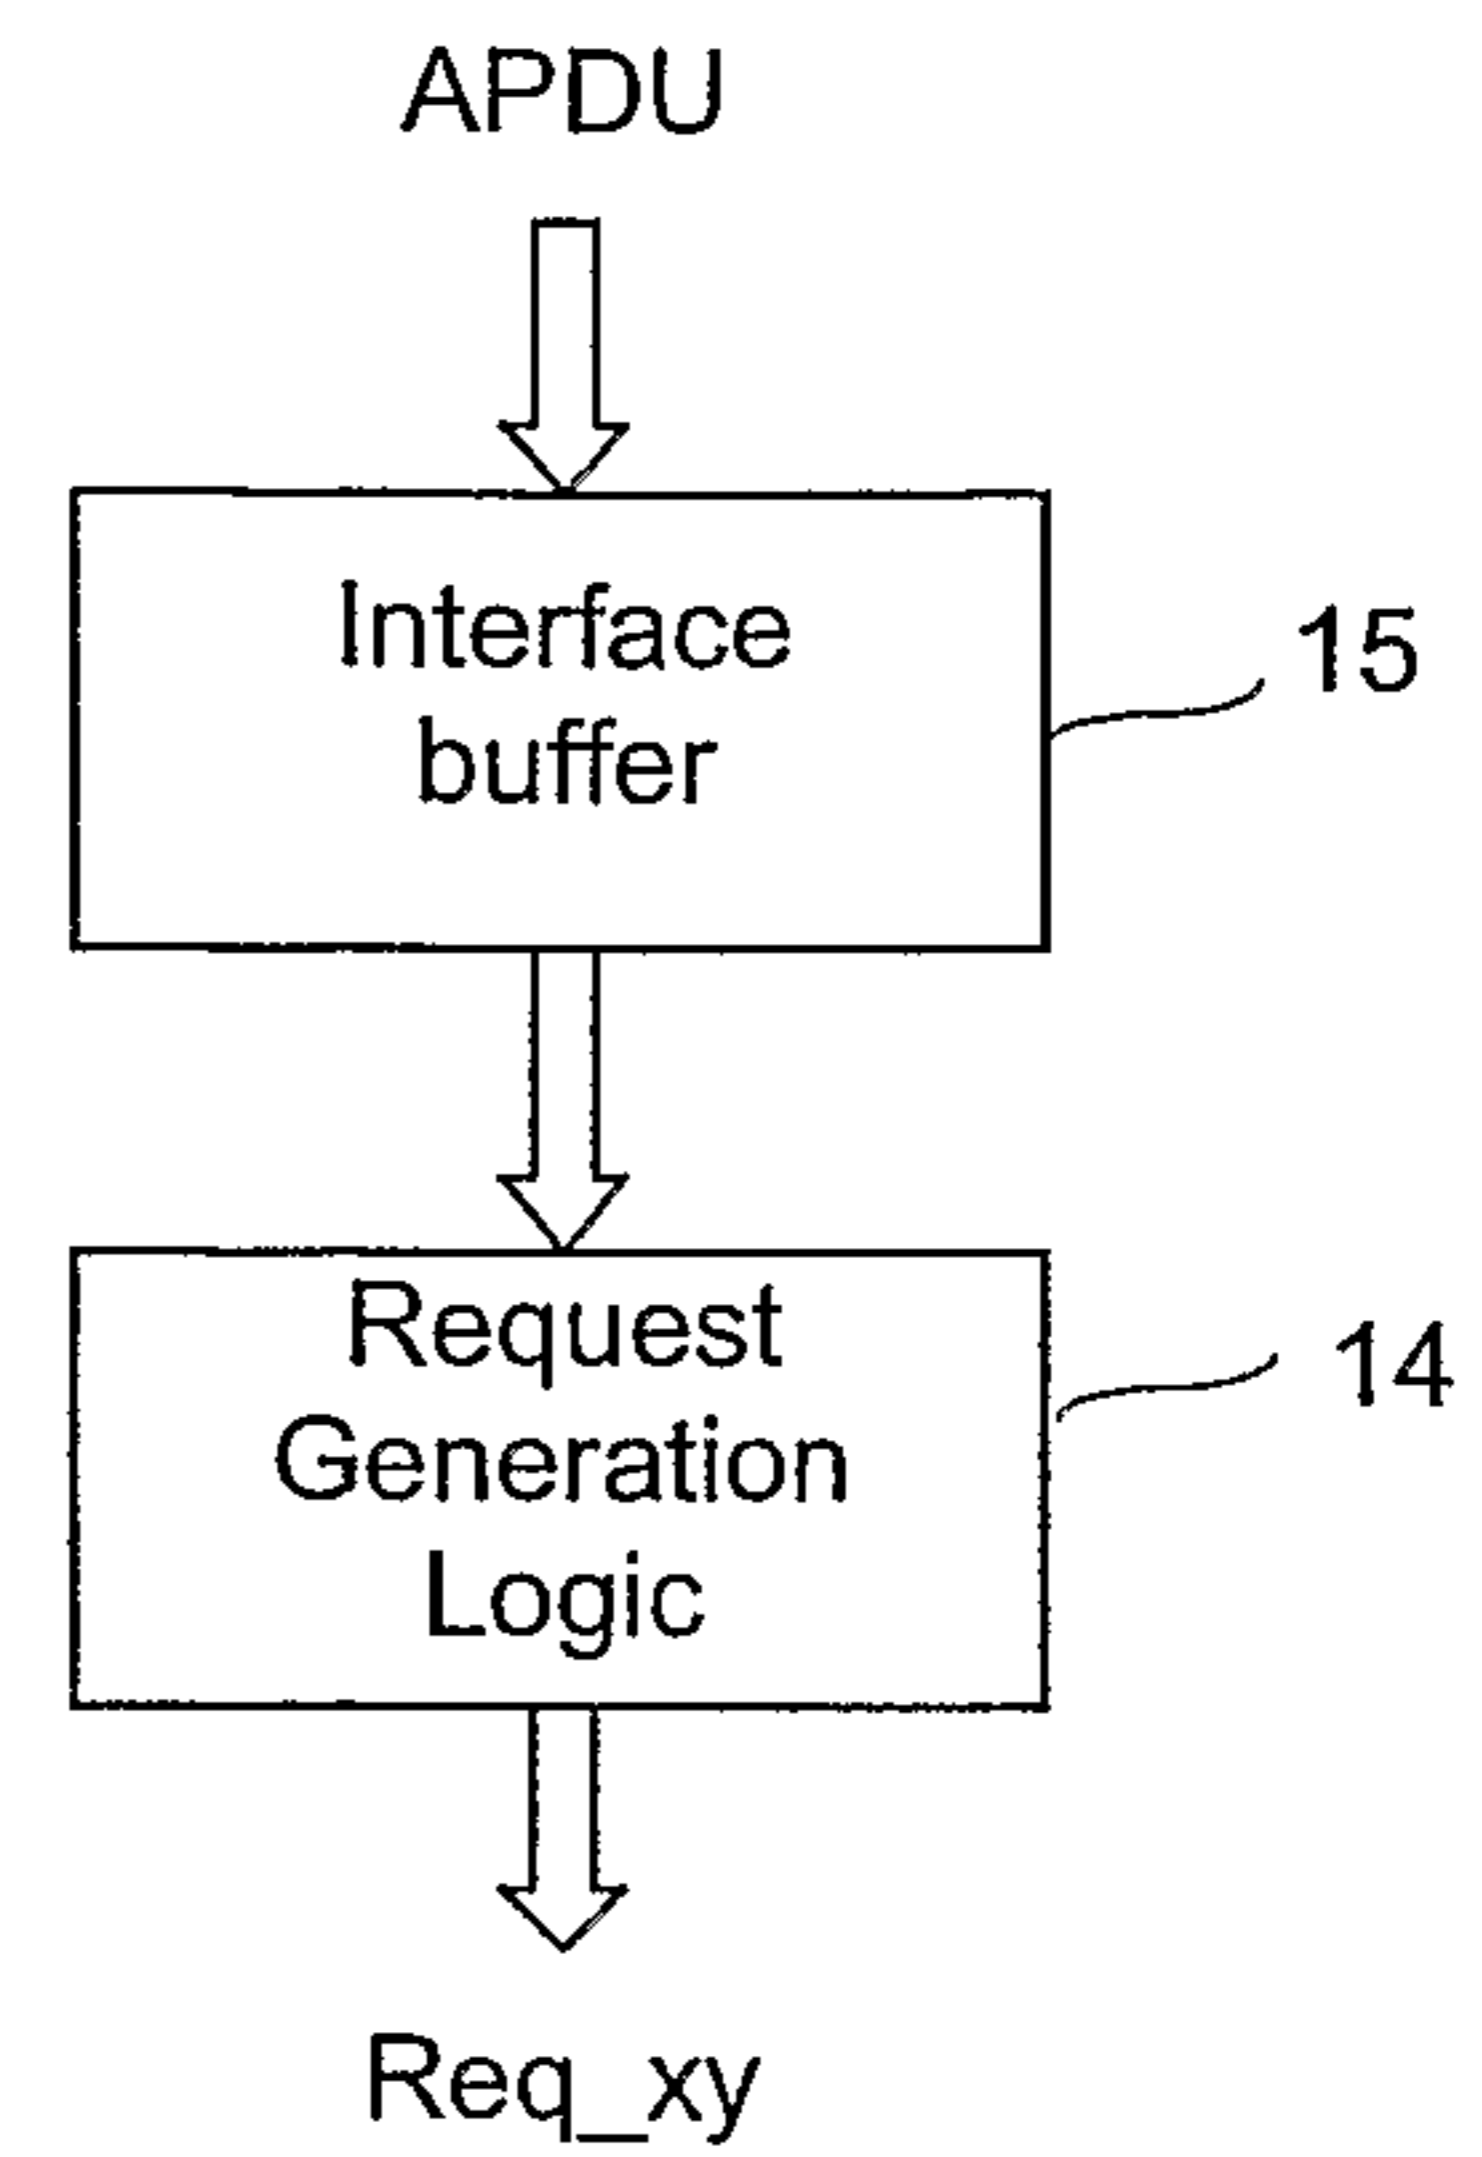 APDU
Interface
buffer
15
Request
Generation
Logic
14
Req_xy